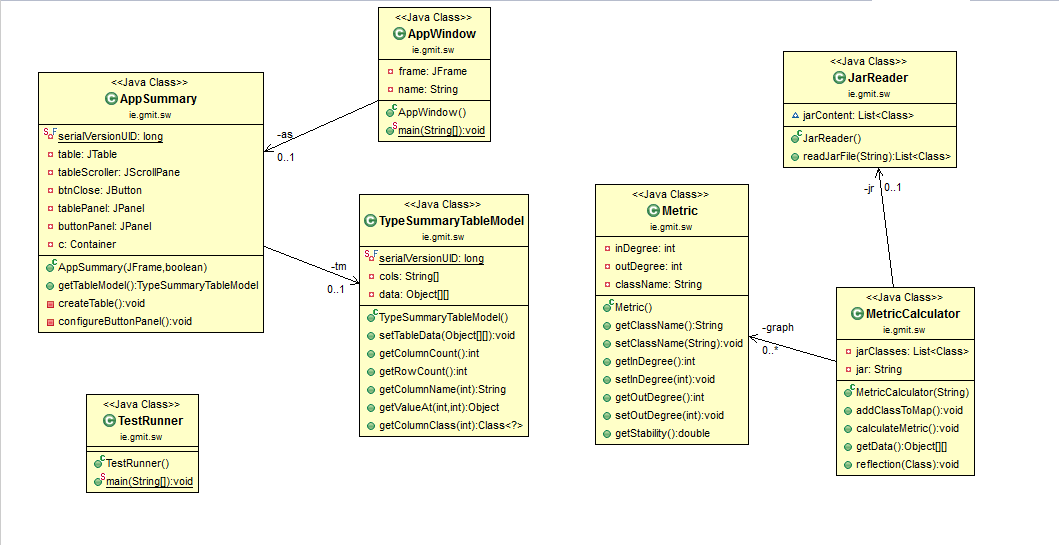 <<Java Class>>
AppWindow
ie.gmit.sw
frame: JFrame
name: String
AppWindow()
main(String[]):void
<<Java Class>>
AppSummary
ie.gmit.sw
serialVersionUID: long
table: JTable
tableScroller: JScrollPane
btnClose: JButton
tablePanel: JPanel
buttonPanel: JPanel
c: Container
AppSummary(JFrame,boolean)
getTableModel():TypeSummaryTableModel
createTable():void
configureButtonPanel():void
-as
0..1
-tm
0..1
<<Java Class>>
TypeSummaryTableModel
ie.gmit.sw
serialVersionUID: long
cols: String[]
data: Object[][]
TypeSummaryTableModel()
setTableData(Object[][]):void
getColumnCount():int
getRowCount():int
getColumnName(int):String
getValueAt(int,int):Object
getColumnClass(int):Class<?>
<<Java Class>>
TestRunner
ie.gmit.sw
TestRunner()
main(String[]):void
<<Java Class>>
JarReader
ie.gmit.sw
jarContent: List<Class>
JarReader()
readJarFile(String):List<Class>
-jr
0..1
<<Java Class>>
Metric
ie.gmit.sw
inDegree: int
outDegree: int
className: String
Metric()
getClassName():String
setClassName(String):void
getInDegree():int
setInDegree(int):void
getOutDegree():int
setOutDegree(int):void
getStability():double
-graph
0..*
<<Java Class>>
MetricCalculator
ie.gmit.sw
jarClasses: List<Class>
jar: String
MetricCalculator(String)
addClassToMap():void
calculateMetric():void
getData():Object[][]
reflection(Class):void